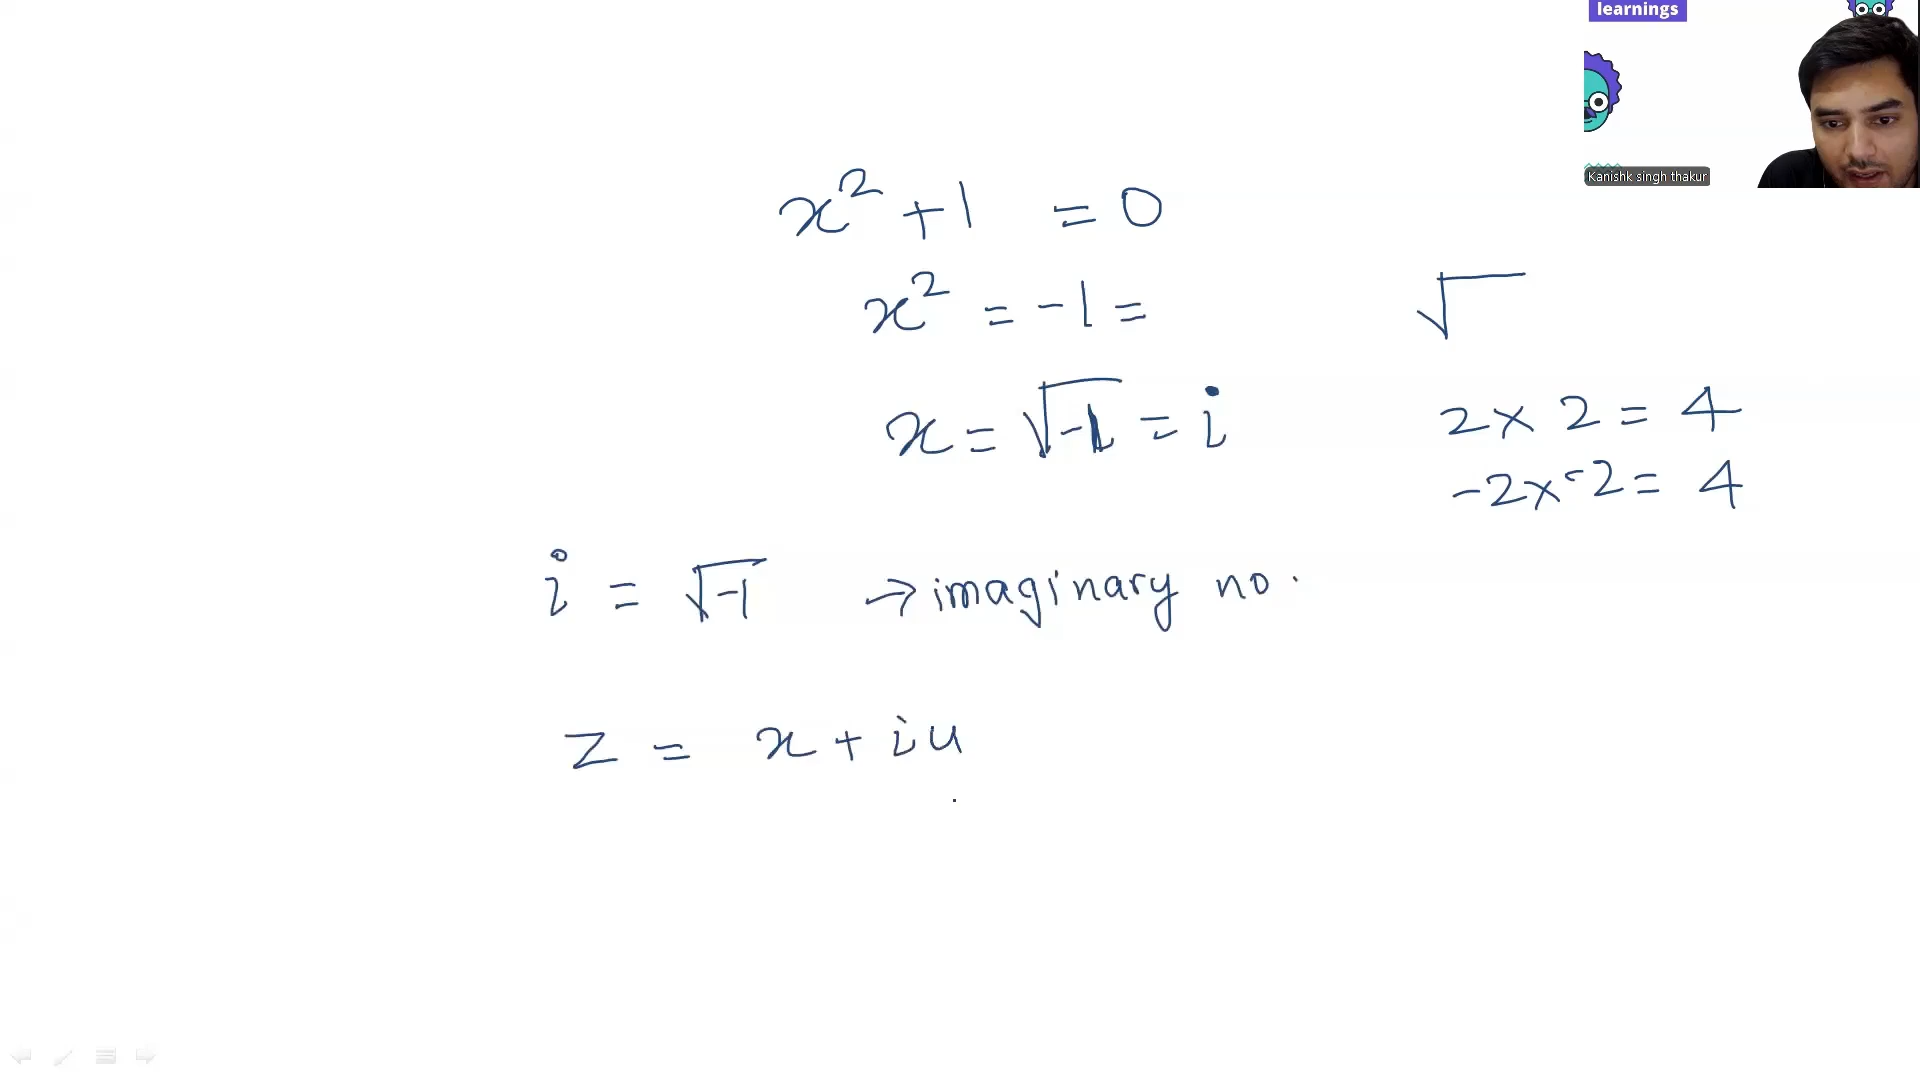 learnings
Kanishk singh thakur
x² + 1 = 0
x² = -1 =
√
x = √-1 = i
2 x 2 = 4
-2 x -2 = 4
i = √-1 → imaginary no.
z = x + iu